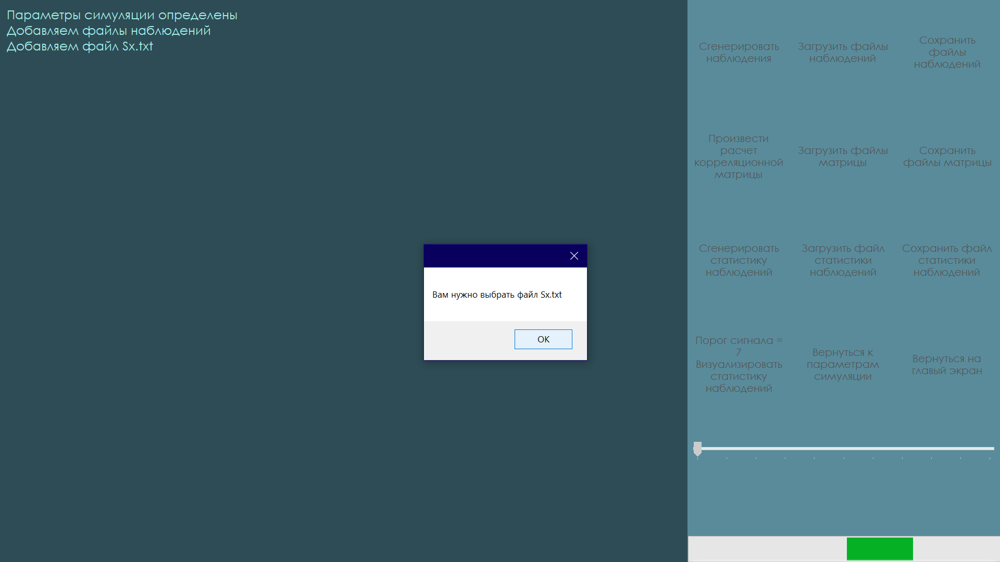 Параметры симуляции определены
Добавляем файлы наблюдений
Добавляем файл Sx.txt
Сгенерировать
наблюдения
Загрузить файлы
наблюдений
Сохранить
файлы
наблюдений
Произвести
расчет
корреляционной
матрицы
Загрузить файлы
матрицы
Сохранить
файлы матрицы
Сгенерировать
статистику
наблюдений
Загрузить файл
статистики
наблюдений
Сохранить файл
статистики
наблюдений
Вам нужно выбрать файл Sx.txt
OK
Порог сигнала =
7
Визуализировать
статистику
наблюдений
Вернуться к
параметрам
симуляции
Вернуться на
главый экран